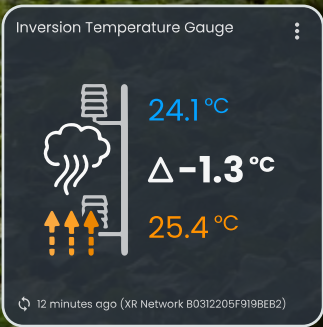 Inversion Temperature Gauge
24.1 °C
△ -1.3 °C
25.4 °C
12 minutes ago (XR Network B0312205F919BEB2)